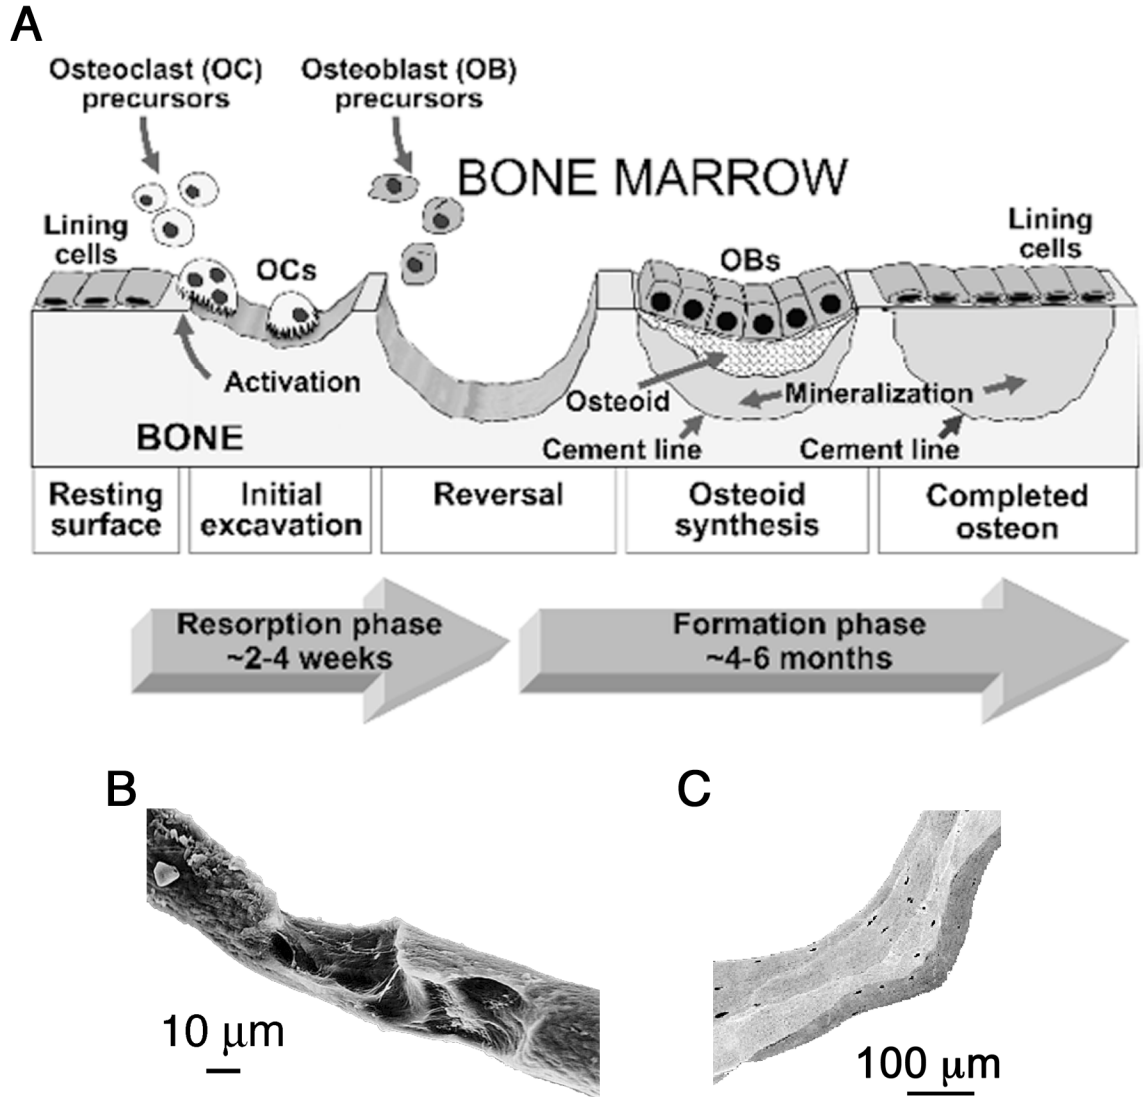 A
Osteoclast (OC)
precursors
Osteoblast (OB)
precursors
BONE MARROW
Lining
cells
OCs
OBs
Lining
cells
Activation
Osteoid
Mineralization
BONE
Cement line
Cement line
Resting
surface
Initial
excavation
Reversal
Osteoid
synthesis
Completed
osteon
Resorption phase
~2-4 weeks
Formation phase
~4-6 months
B
C
10 μm
100 μm